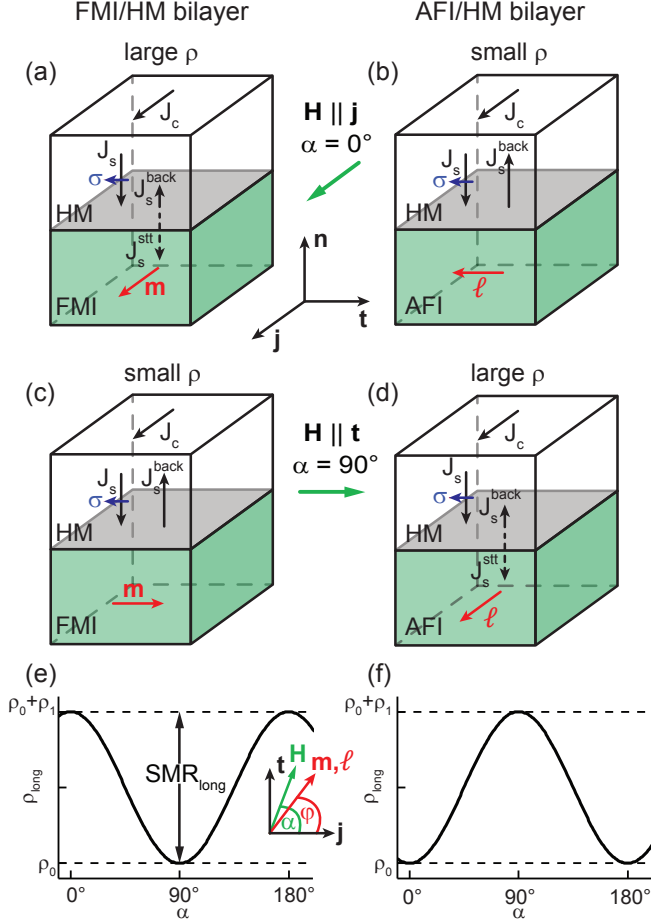 FMI/HM bilayer
AFI/HM bilayer
large ρ
small ρ
(a)
J_c
J_s
σ
J_s^back
HM
J_s^stt
m
FMI
H || j
α = 0°
n
t
j
(b)
J_c
J_s
J_s^back
σ
HM
ℓ
AFI
small ρ
large ρ
(c)
J_c
J_s
J_s^back
σ
HM
m
FMI
H || t
α = 90°
(d)
J_c
J_s
σ
J_s^back
HM
J_s^stt
ℓ
AFI
(e)
ρ_0+ρ_1
ρ_long
ρ_0
SMR_long
t
H
m,ℓ
α
φ
j
0°
90°
180°
α
(f)
ρ_0+ρ_1
ρ_long
ρ_0
0°
90°
180°
α